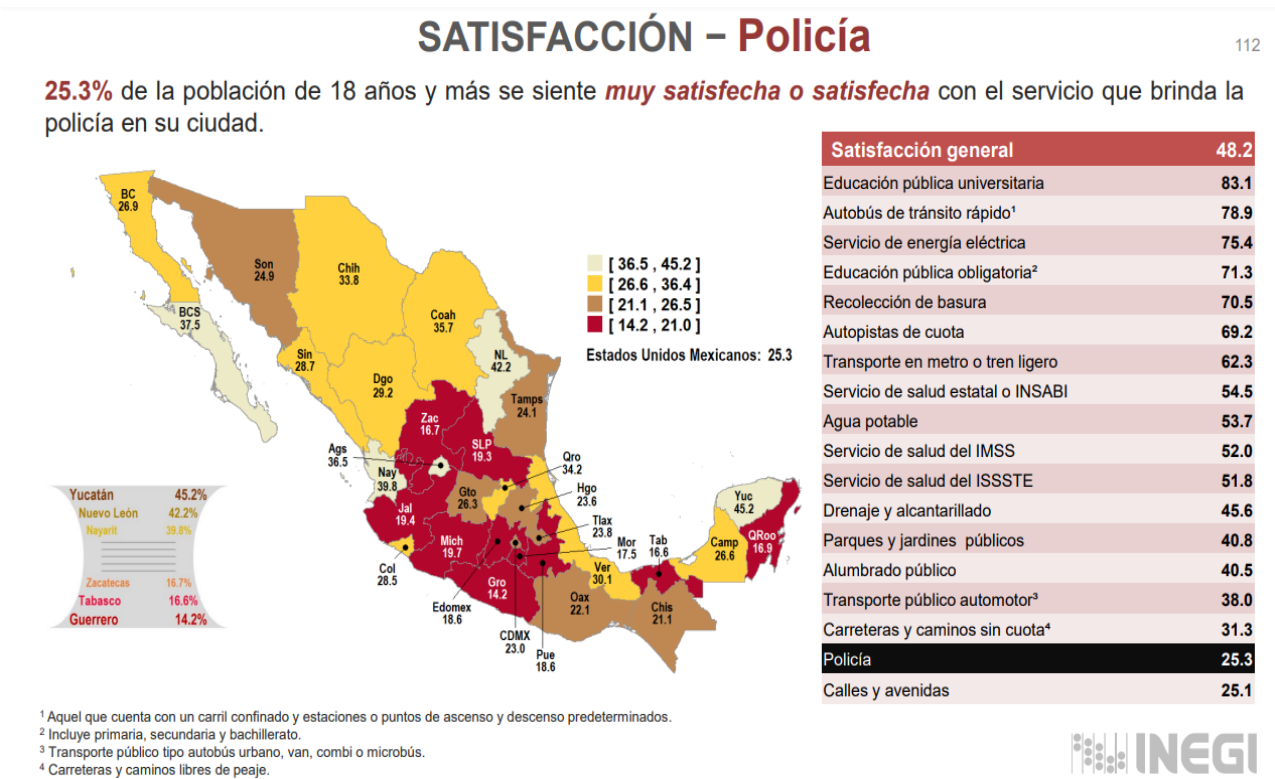 SATISFACCIÓN – Policía
112
25.3% de la población de 18 años y más se siente muy satisfecha o satisfecha con el servicio que brinda la
policía en su ciudad.
BC
26.9
Son
24.9
Chih
33.8
BCS
37.5
Coah
35.7
Sin
28.7
Dgo
29.2
NL
42.2
Tamps
24.1
Zac
16.7
SLP
19.3
Ags
36.5
Nay
39.8
Qro
34.2
Gto
26.3
Hgo
23.6
Jal
19.4
Tlax
23.8
Mich
19.7
Mor
17.5
Tab
16.6
Yuc
45.2
Camp
26.6
QRoo
16.9
Col
28.5
Ver
30.1
Gro
14.2
Edomex
18.6
Oax
22.1
Chis
21.1
CDMX
23.0
Pue
18.6
[ 36.5 , 45.2 ]
[ 26.6 , 36.4 ]
[ 21.1 , 26.5 ]
[ 14.2 , 21.0 ]
Estados Unidos Mexicanos: 25.3
Yucatán 45.2%
Nuevo León 42.2%
Nayarit 39.8%
Zacatecas 16.7%
Tabasco 16.6%
Guerrero 14.2%
Satisfacción general 48.2
Educación pública universitaria 83.1
Autobús de tránsito rápido¹ 78.9
Servicio de energía eléctrica 75.4
Educación pública obligatoria² 71.3
Recolección de basura 70.5
Autopistas de cuota 69.2
Transporte en metro o tren ligero 62.3
Servicio de salud estatal o INSABI 54.5
Agua potable 53.7
Servicio de salud del IMSS 52.0
Servicio de salud del ISSSTE 51.8
Drenaje y alcantarillado 45.6
Parques y jardines públicos 40.8
Alumbrado público 40.5
Transporte público automotor³ 38.0
Carreteras y caminos sin cuota⁴ 31.3
Policía 25.3
Calles y avenidas 25.1
¹ Aquel que cuenta con un carril confinado y estaciones o puntos de ascenso y descenso predeterminados.
² Incluye primaria, secundaria y bachillerato.
³ Transporte público tipo autobús urbano, van, combi o microbús.
⁴ Carreteras y caminos libres de peaje.
INEGI